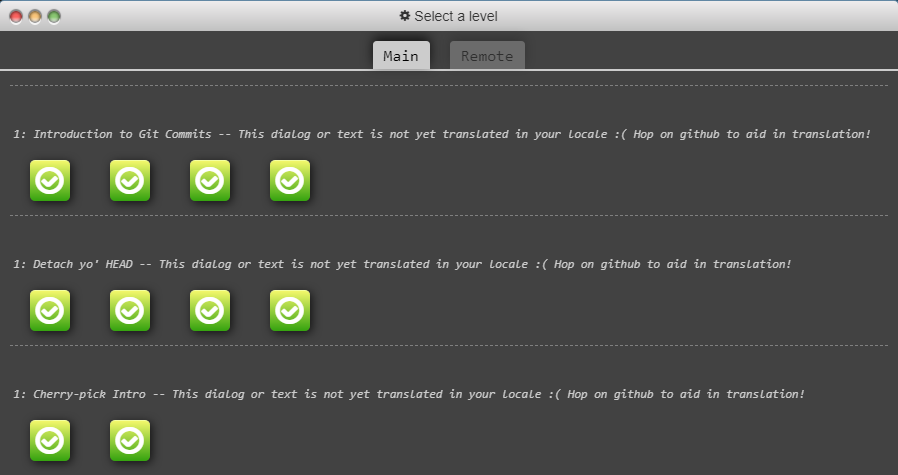 Select a level
Main
Remote
1: Introduction to Git Commits -- This dialog or text is not yet translated in your locale :( Hop on github to aid in translation!
1: Detach yo' HEAD -- This dialog or text is not yet translated in your locale :( Hop on github to aid in translation!
1: Cherry-pick Intro -- This dialog or text is not yet translated in your locale :( Hop on github to aid in translation!